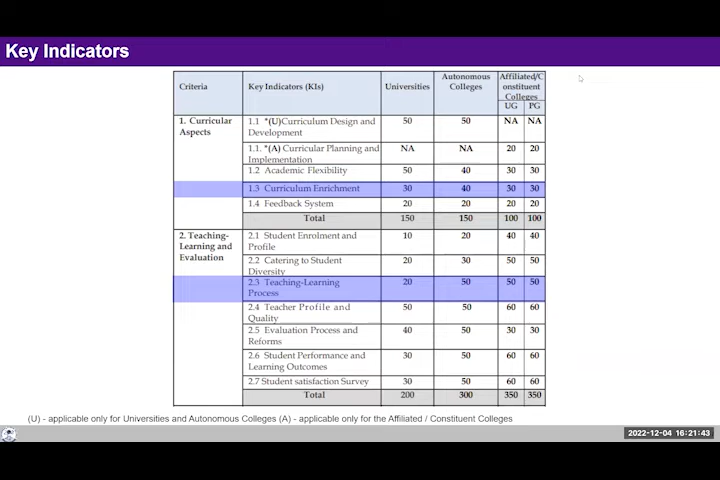 Key Indicators
Criteria Key Indicators (KIs) Universities Autonomous Colleges Affiliated/C onstituent Colleges
UG PG
1. Curricular Aspects 1.1 *(U)Curriculum Design and Development 50 50 NA NA
1.1. *(A) Curricular Planning and Implementation NA NA 20 20
1.2 Academic Flexibility 50 40 30 30
1.3 Curriculum Enrichment 30 40 30 30
1.4 Feedback System 20 20 20 20
Total 150 150 100 100
2. Teaching-Learning and Evaluation 2.1 Student Enrolment and Profile 10 20 40 40
2.2 Catering to Student Diversity 20 30 50 50
2.3 Teaching-Learning Process 20 50 50 50
2.4 Teacher Profile and Quality 50 50 60 60
2.5 Evaluation Process and Reforms 40 50 30 30
2.6 Student Performance and Learning Outcomes 30 50 60 60
2.7 Student satisfaction Survey 30 50 60 60
Total 200 300 350 350
(U) - applicable only for Universities and Autonomous Colleges (A) - applicable only for the Affiliated / Constituent Colleges
2022-12-04 16:21:43